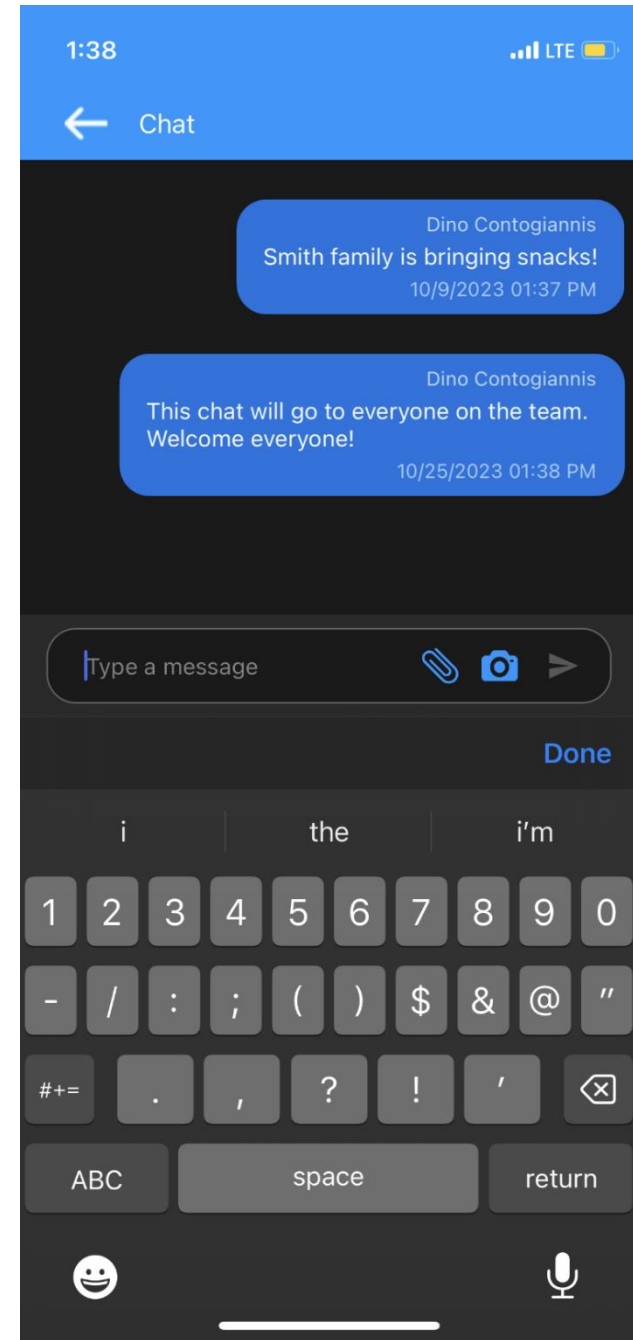 1:38 LTE
Chat
Dino Contogiannis
Smith family is bringing snacks!
10/9/2023 01:37 PM
Dino Contogiannis
This chat will go to everyone on the team.
Welcome everyone!
10/25/2023 01:38 PM
Type a message
Done
i the i'm
1 2 3 4 5 6 7 8 9 0
- / : ; ( ) $ & @ "
#+= . , ? ! '
ABC space return